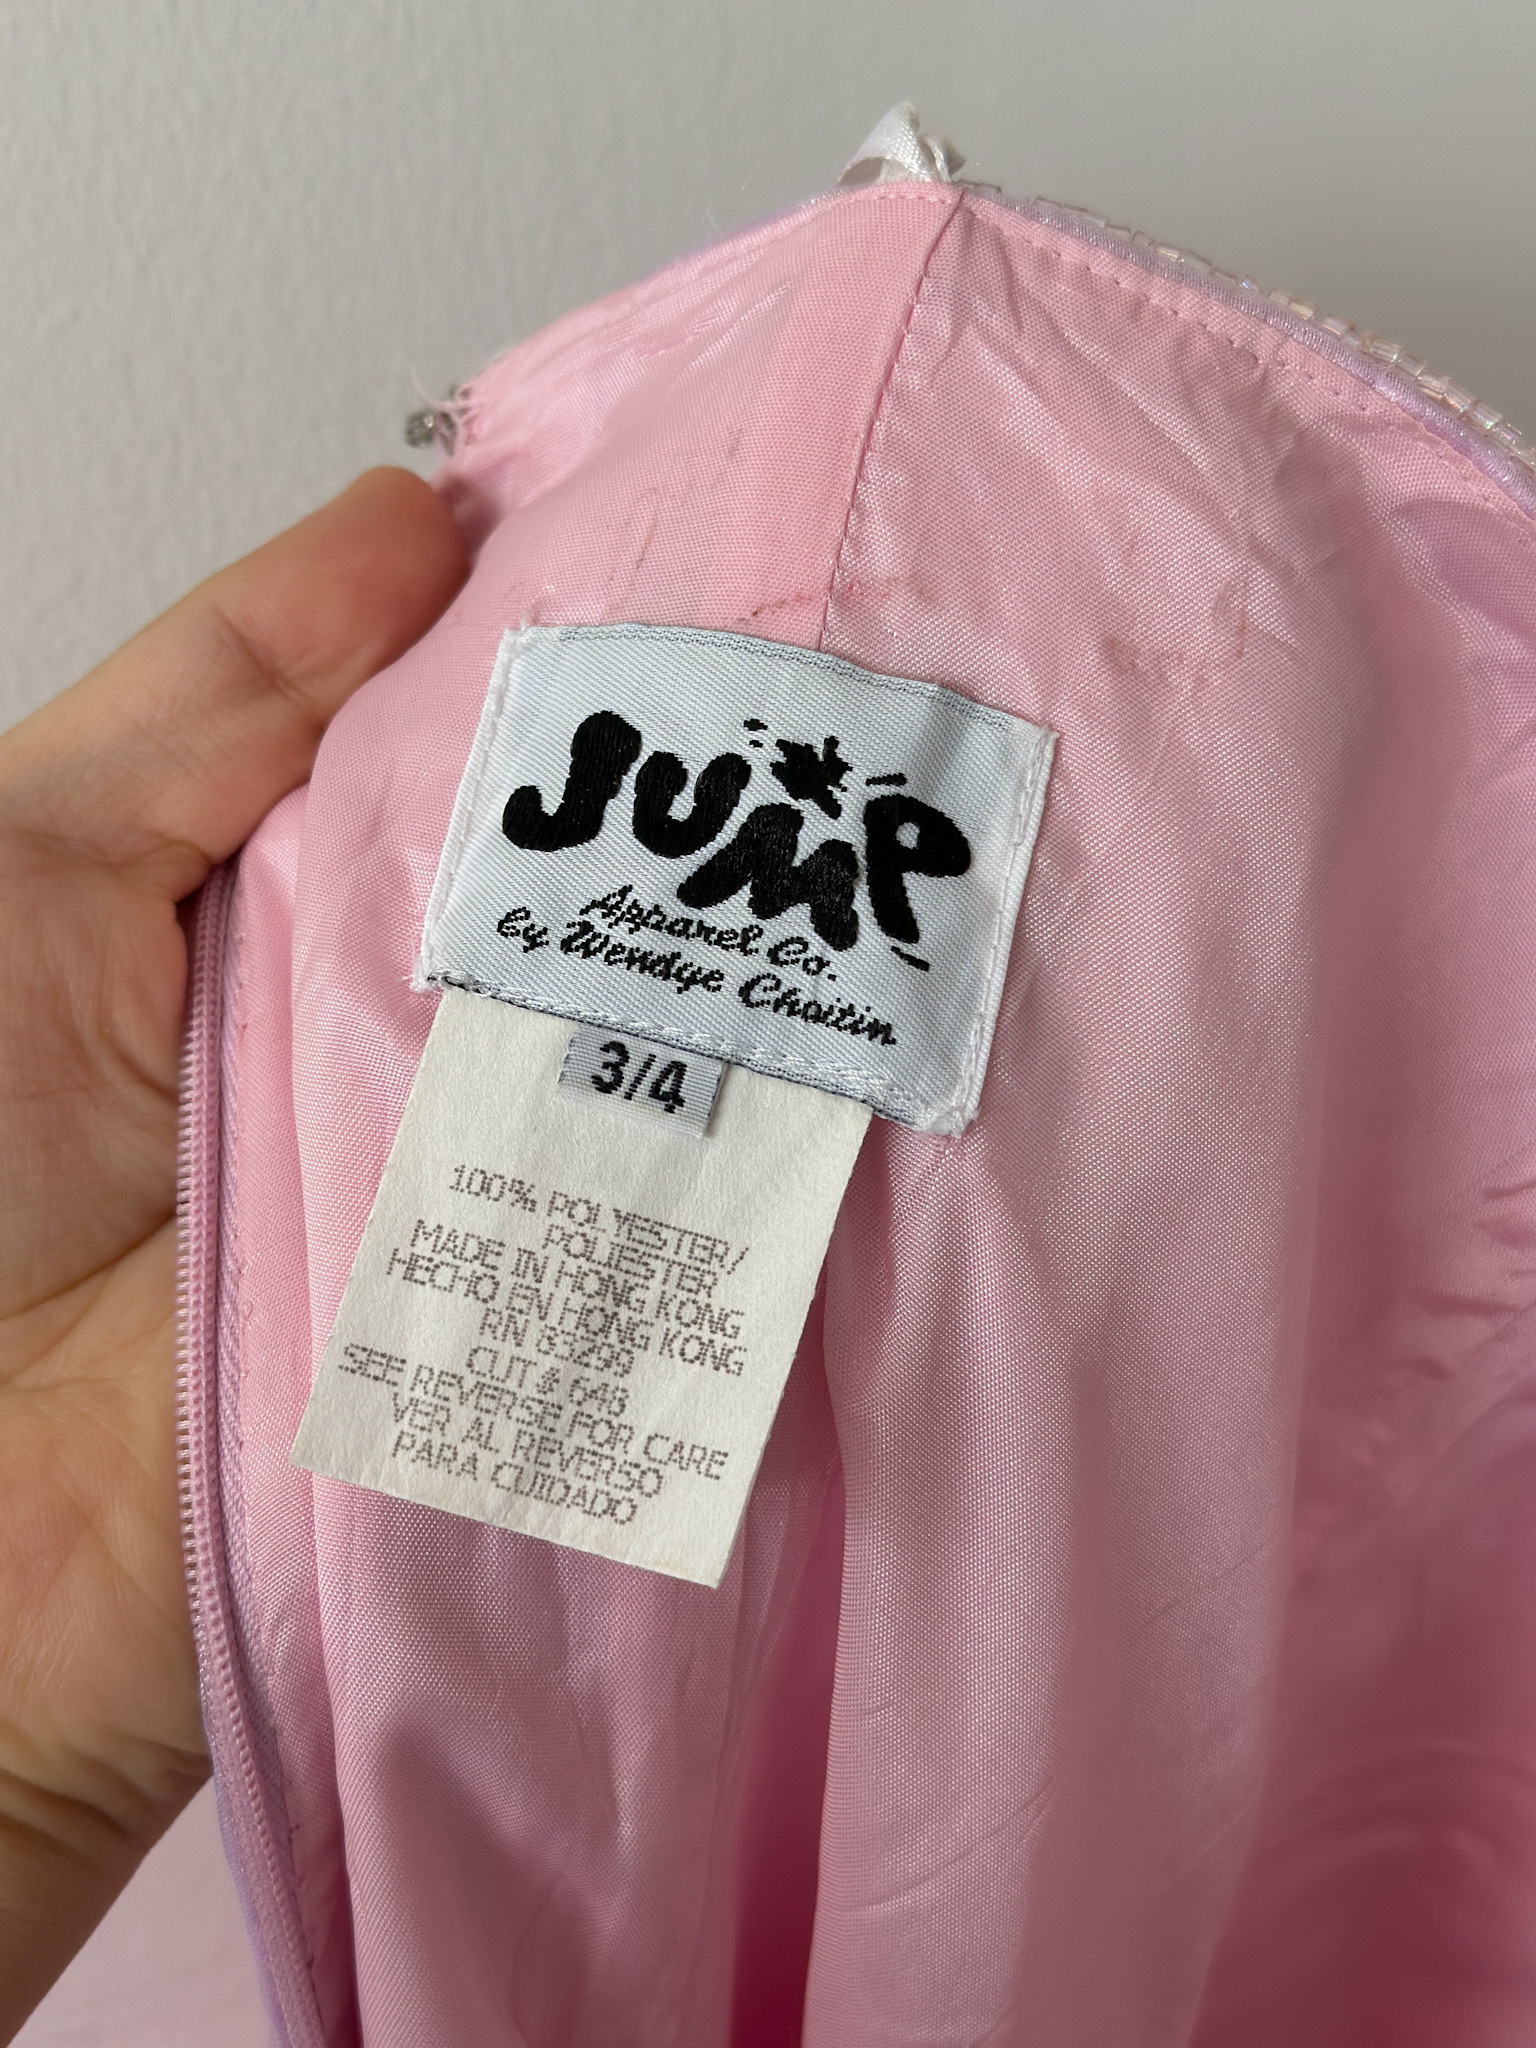 JUMP
Apparel Co.
by Wendye Chaitin
3/4
100% POLYESTER/
POLIESTER
MADE IN HONG KONG
HECHO EN HONG KONG
RN 83299
CUT # 648
SEE REVERSE FOR CARE
VER AL REVERSO
PARA CUIDADO